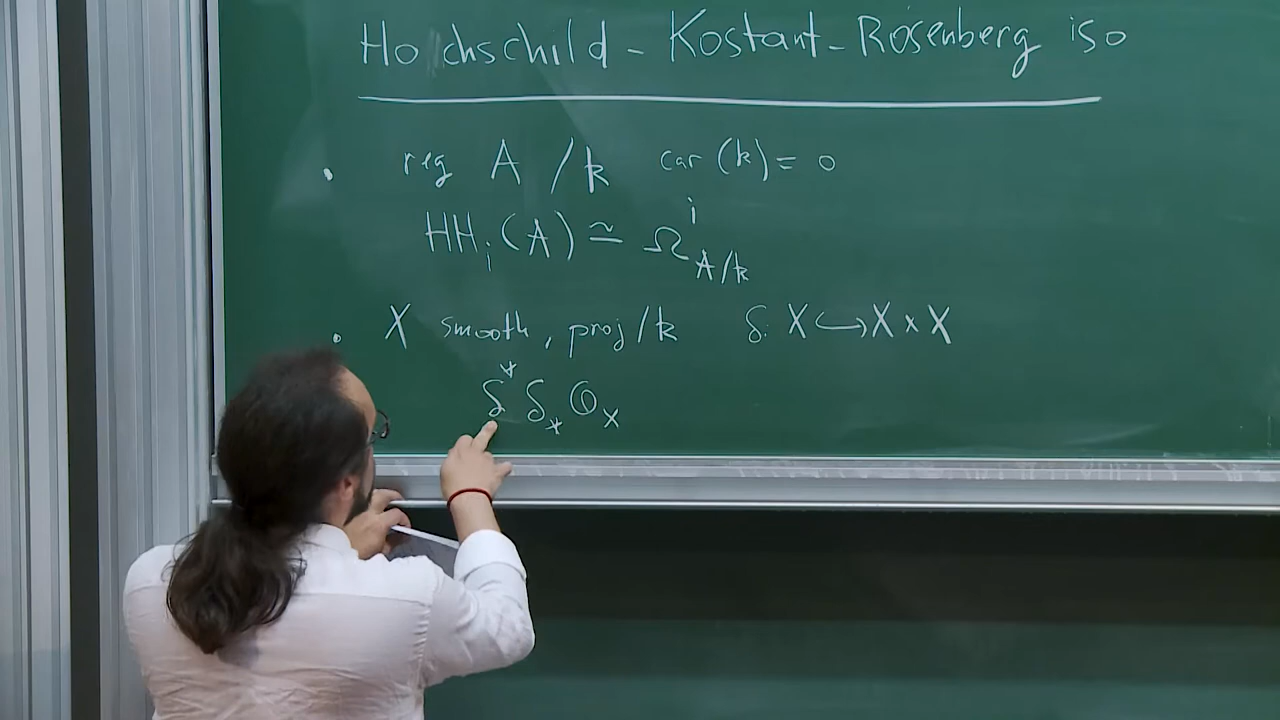 Hochschild - Kostant - Rosenberg iso
• reg A /k car (k) = 0
HH_i(A) ≃ Ω^i_{A/k}
• X smooth, proj/k δ: X ↪ X × X
δ^* δ_* O_X